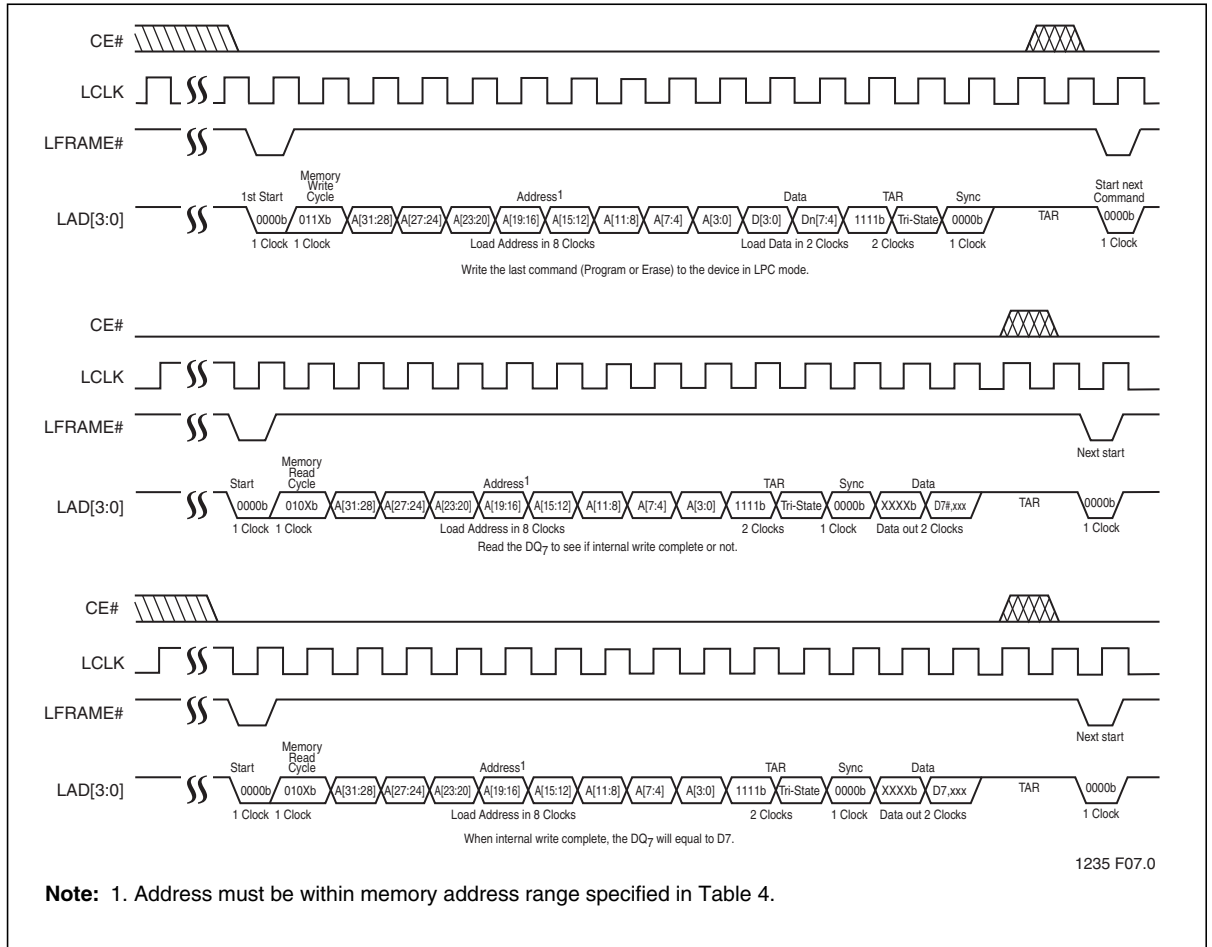 CE#
LCLK
LFRAME#
Memory
Write
1st Start Cycle Address1 Data TAR Sync Start next
Command
LAD[3:0] 0000b 011Xb A[31:28] A[27:24] A[23:20] A[19:16] A[15:12] A[11:8] A[7:4] A[3:0] D[3:0] Dn[7:4] 1111b Tri-State 0000b TAR 0000b
1 Clock 1 Clock Load Address in 8 Clocks Load Data in 2 Clocks 2 Clocks 1 Clock 1 Clock
Write the last command (Program or Erase) to the device in LPC mode.
CE#
LCLK
LFRAME#
Next start
Memory
Read
Start Cycle Address1 TAR Sync Data
LAD[3:0] 0000b 010Xb A[31:28] A[27:24] A[23:20] A[19:16] A[15:12] A[11:8] A[7:4] A[3:0] 1111b Tri-State 0000b XXXXb D7#,xxx TAR 0000b
1 Clock 1 Clock Load Address in 8 Clocks 2 Clocks 1 Clock Data out 2 Clocks 1 Clock
Read the DQ7 to see if internal write complete or not.
CE#
LCLK
LFRAME#
Next start
Memory
Read
Start Cycle Address1 TAR Sync Data
LAD[3:0] 0000b 010Xb A[31:28] A[27:24] A[23:20] A[19:16] A[15:12] A[11:8] A[7:4] A[3:0] 1111b Tri-State 0000b XXXXb D7,xxx TAR 0000b
1 Clock 1 Clock Load Address in 8 Clocks 2 Clocks 1 Clock Data out 2 Clocks 1 Clock
When internal write complete, the DQ7 will equal to D7.
1235 F07.0
Note: 1. Address must be within memory address range specified in Table 4.